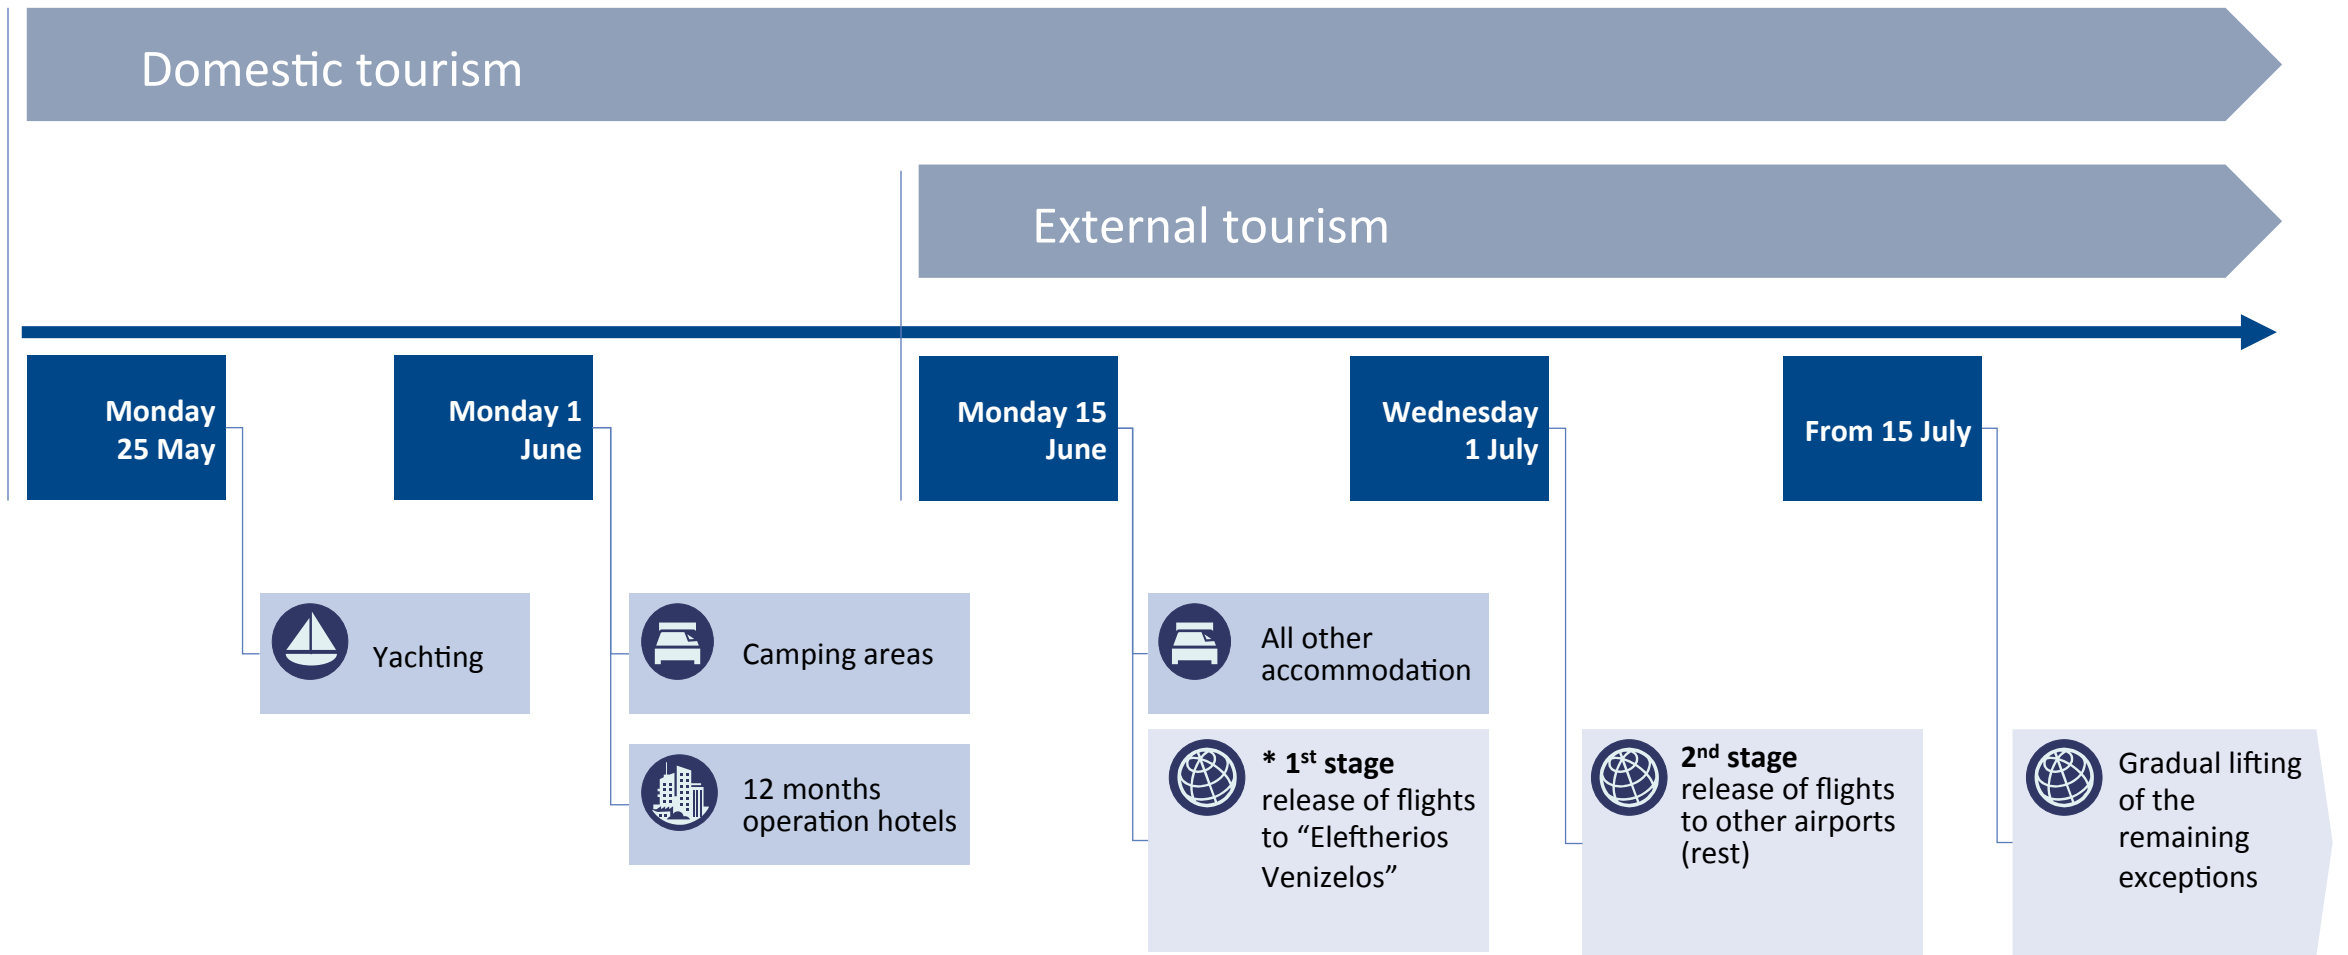 Domestic tourism
External tourism
Monday
25 May
Monday 1
June
Monday 15
June
Wednesday
1 July
From 15 July
Yachting
Camping areas
12 months
operation hotels
All other
accommodation
* 1st stage
release of flights
to “Eleftherios
Venizelos”
2nd stage
release of flights
to other airports
(rest)
Gradual lifting
of the
remaining
exceptions